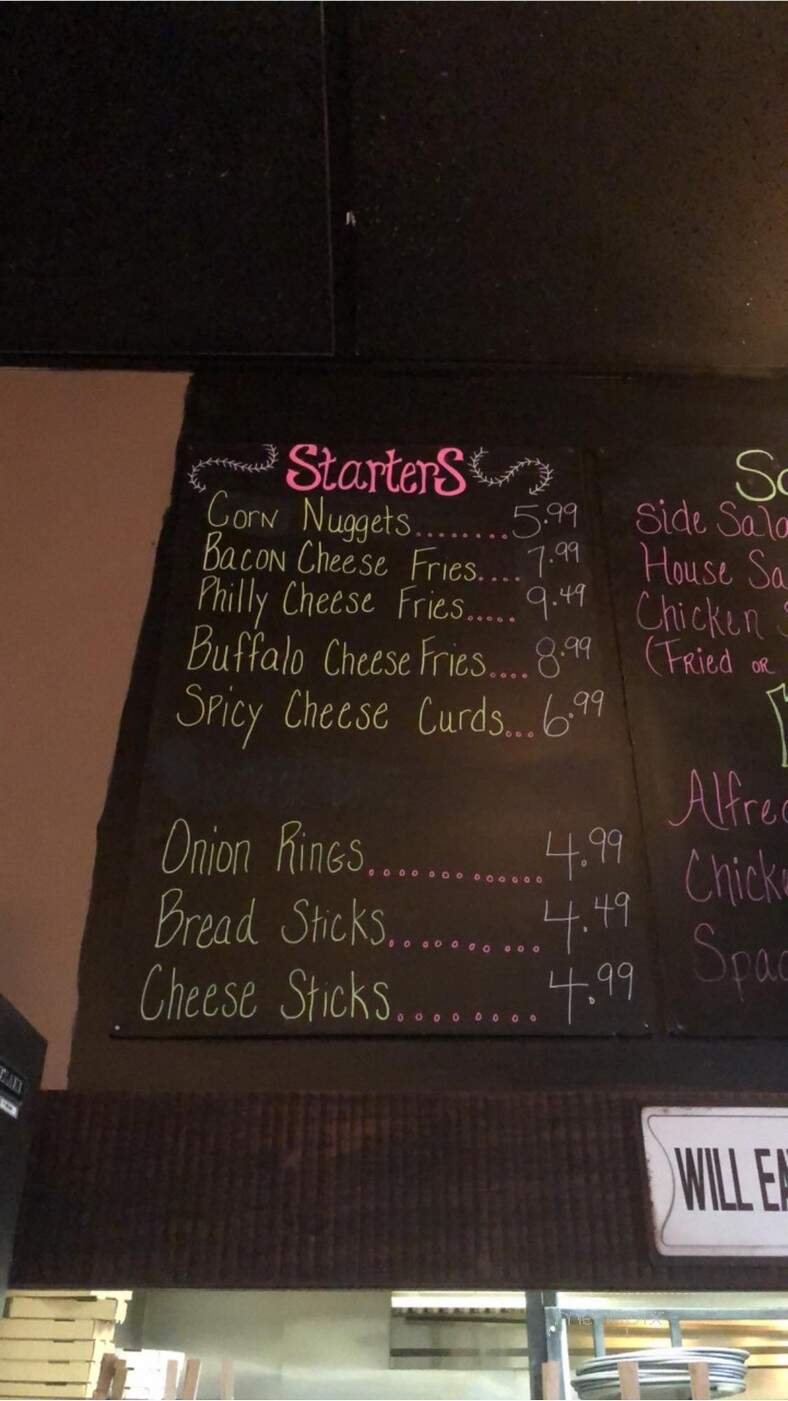 Starters
Corn Nuggets........5.99
Bacon Cheese Fries....7.99
Philly Cheese Fries.....9.49
Buffalo Cheese Fries....8.99
Spicy Cheese Curds...6.99
Onion Rings.............4.99
Bread Sticks..........4.49
Cheese Sticks........4.99
Side
House
Chicken
(Fried or
WILL